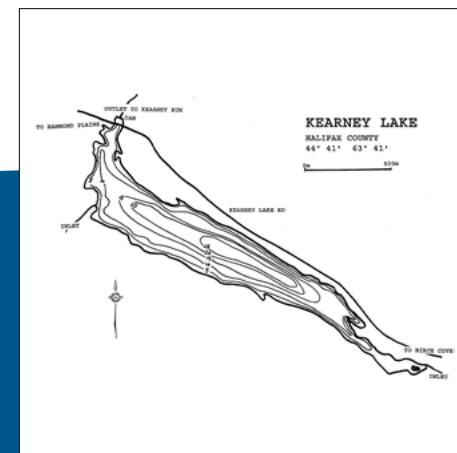 OUTLET TO KEARNEY RUN
DAM
TO HAMMOND PLAINS
KEARNEY LAKE
HALIFAX COUNTY
44° 41' 63° 41'
0m 500m
KEARNEY LAKE RD
INLET
TO BIRCH COVE
INLET